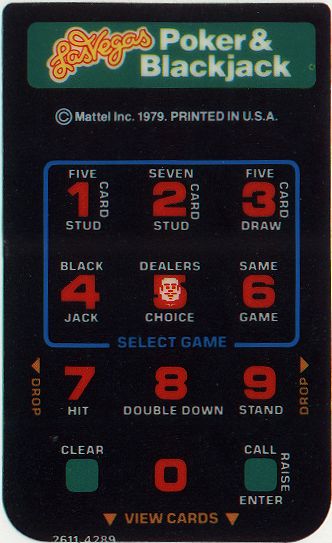 Las Vegas Poker &
Blackjack
© Mattel Inc. 1979. PRINTED IN U.S.A.
FIVE SEVEN FIVE
1 CARD 2 CARD 3 CARD
STUD STUD DRAW
BLACK DEALERS SAME
4 5 6
JACK CHOICE GAME
SELECT GAME
DROP 7 8 9 DROP
HIT DOUBLE DOWN STAND
CLEAR CALL
0 RAISE
ENTER
VIEW CARDS
2611-4289